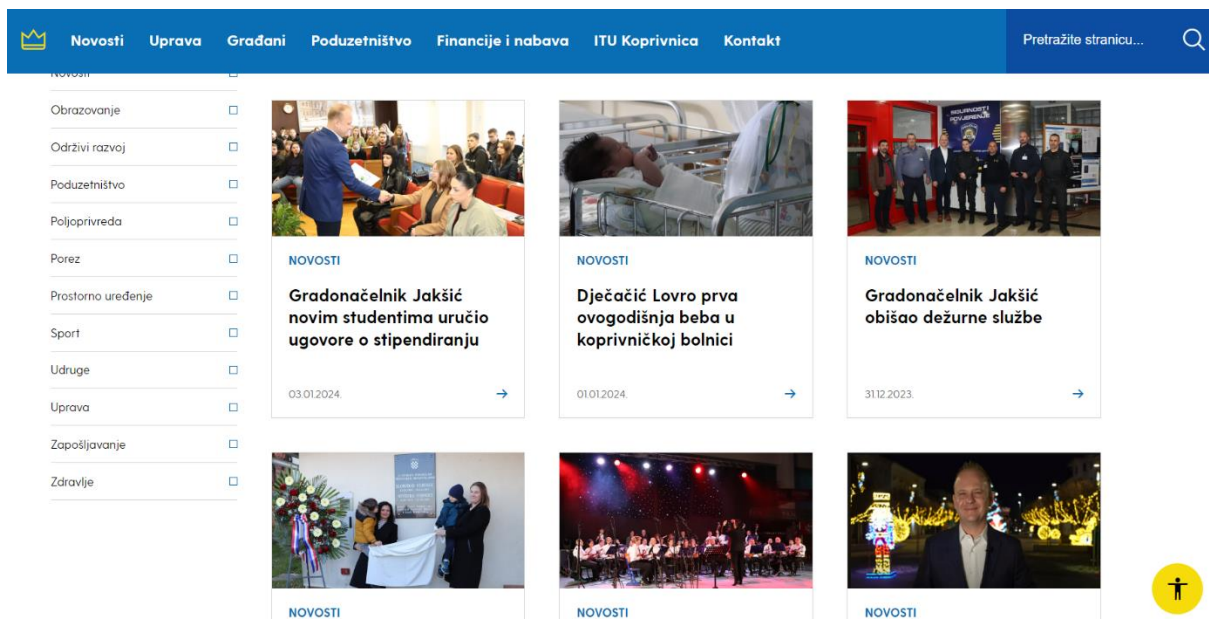 Novosti Uprava Građani Poduzetništvo Financije i nabava ITU Koprivnica Kontakt Pretražite stranicu...
Novosti
Obrazovanje
Održivi razvoj
Poduzetništvo
Poljoprivreda
Porez
Prostorno uređenje
Sport
Udruge
Uprava
Zapošljavanje
Zdravlje
SIGURNOST I
POVJERENJE
NOVOSTI
Gradonačelnik Jakšić
novim studentima uručio
ugovore o stipendiranju
03.01.2024.
NOVOSTI
Dječačić Lovro prva
ovogodišnja beba u
koprivničkoj bolnici
01.01.2024.
NOVOSTI
Gradonačelnik Jakšić
obišao dežurne službe
31.12.2023.
NOVOSTI
NOVOSTI
NOVOSTI